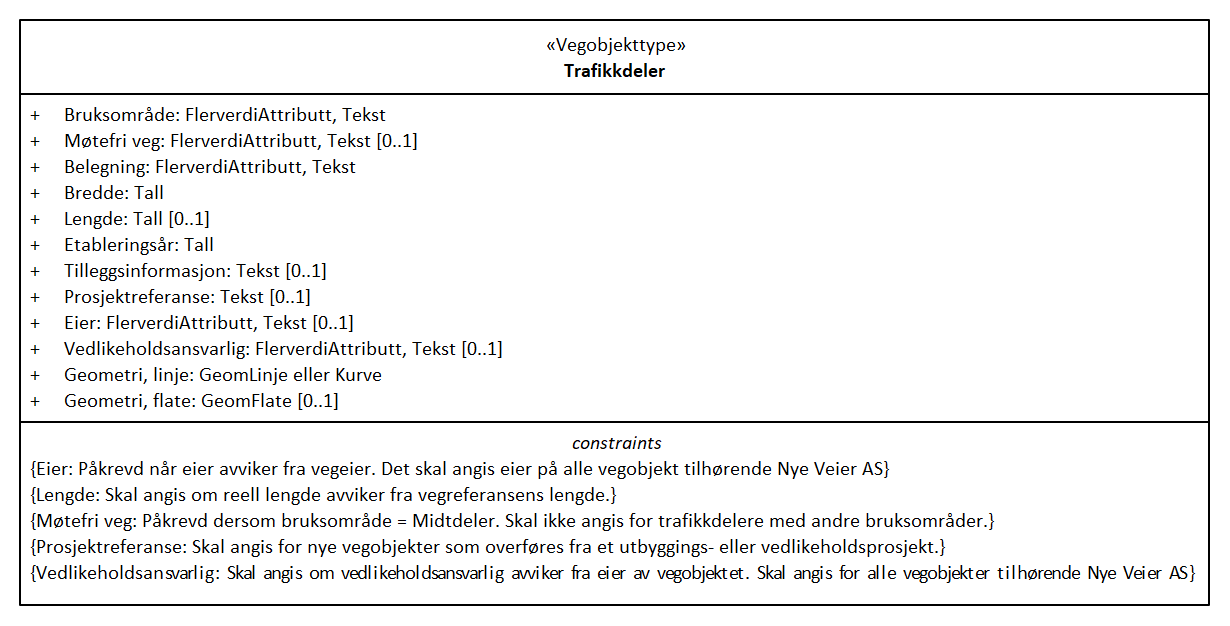 «Vegobjekttype»
Trafikkdeler
+ Bruksområde: FlerverdiAttributt, Tekst
+ Møtefri veg: FlerverdiAttributt, Tekst [0..1]
+ Belegning: FlerverdiAttributt, Tekst
+ Bredde: Tall
+ Lengde: Tall [0..1]
+ Etableringsår: Tall
+ Tilleggsinformasjon: Tekst [0..1]
+ Prosjektreferanse: Tekst [0..1]
+ Eier: FlerverdiAttributt, Tekst [0..1]
+ Vedlikeholdsansvarlig: FlerverdiAttributt, Tekst [0..1]
+ Geometri, linje: GeomLinje eller Kurve
+ Geometri, flate: GeomFlate [0..1]
constraints
{Eier: Påkrevd når eier avviker fra vegeier. Det skal angis eier på alle vegobjekt tilhørende Nye Veier AS}
{Lengde: Skal angis om reell lengde avviker fra vegreferansens lengde.}
{Møtefri veg: Påkrevd dersom bruksområde = Midtdeler. Skal ikke angis for trafikkdelere med andre bruksområder.}
{Prosjektreferanse: Skal angis for nye vegobjekter som overføres fra et utbyggings- eller vedlikeholdsprosjekt.}
{Vedlikeholdsansvarlig: Skal angis om vedlikeholdsansvarlig avviker fra eier av vegobjektet. Skal angis for alle vegobjekter tilhørende Nye Veier AS}